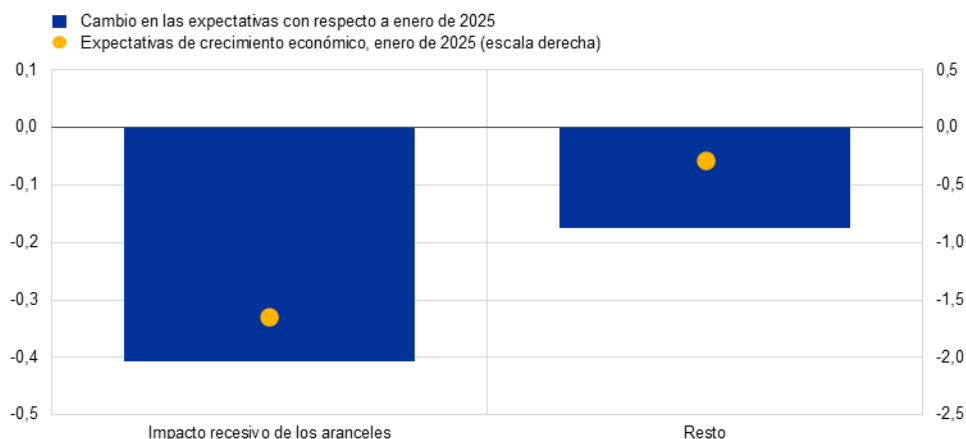 Cambio en las expectativas con respecto a enero de 2025
Expectativas de crecimiento económico, enero de 2025 (escala derecha)
0,1 0,5
0,0 0,0
-0,1 -0,5
-0,2 -1,0
-0,3 -1,5
-0,4 -2,0
-0,5 -2,5
Impacto recesivo de los aranceles Resto